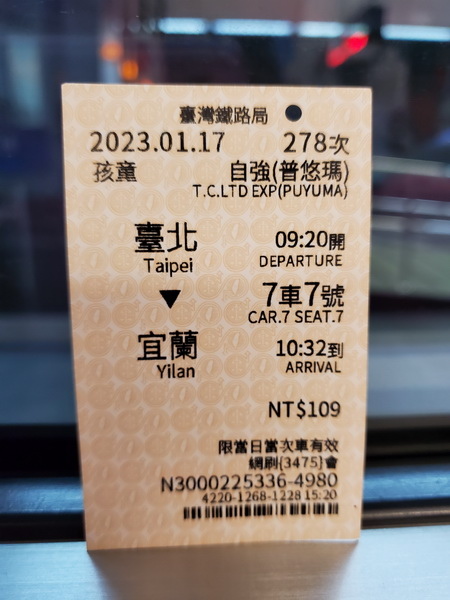 臺灣鐵路局
2023.01.17 278次
孩童 自強(普悠瑪)
T.C.LTD EXP(PUYUMA)
臺北 09:20開
Taipei DEPARTURE
▼ 7車7號
CAR.7 SEAT.7
宜蘭 10:32到
Yilan ARRIVAL
NT$109
限當日當次車有效
網刷{3475}會
N3000225336-4980
4220-1268-1228 15:20